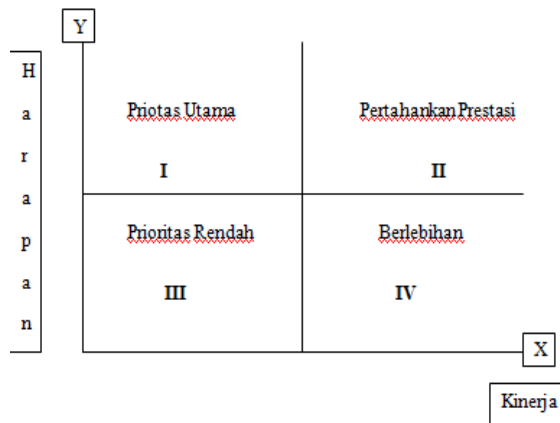 Y
H
a
r
a
p
a
n
Priotas Utama
Pertahankan Prestasi
I
II
Prioritas Rendah
Berlebihan
III
IV
X
Kinerja